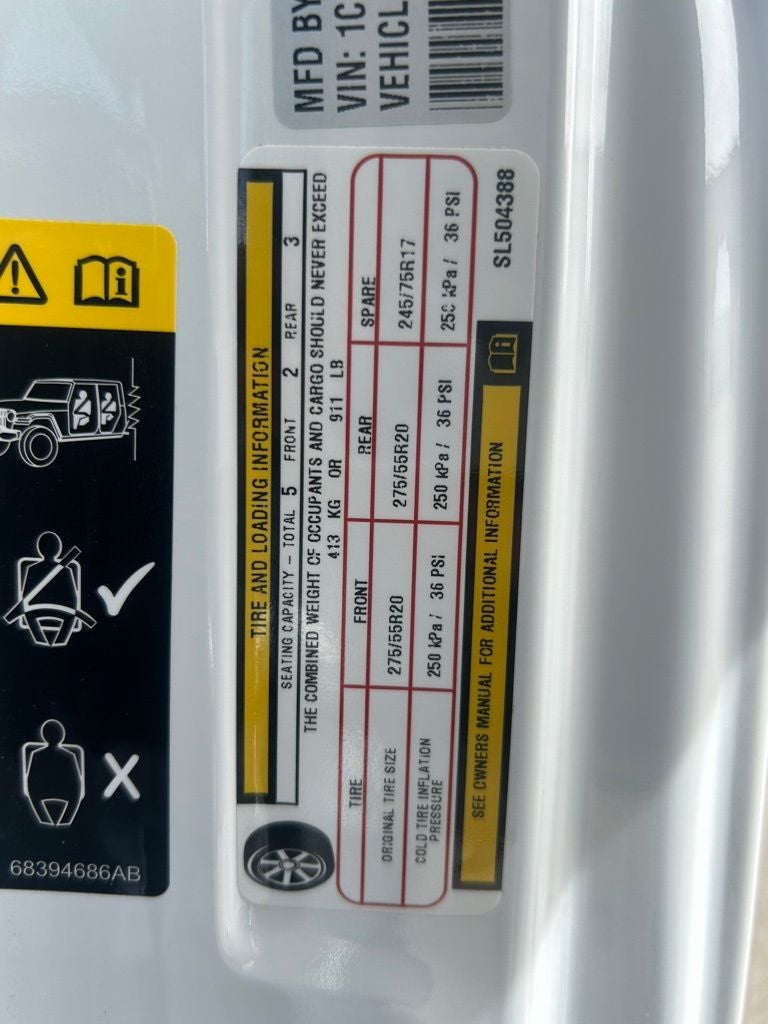 MFD BY
VIN: 1C
VEHICL
TIRE AND LOADING INFORMATION
SEATING CAPACITY – TOTAL 5 FRONT 2 REAR 3
THE COMBINED WEIGHT OF OCCUPANTS AND CARGO SHOULD NEVER EXCEED
413 KG OR 911 LB
TIRE FRONT REAR SPARE
ORIGINAL TIRE SIZE 275/55R20 275/55R20 245/75R17
COLD TIRE INFLATION PRESSURE 250 kPa / 36 PSI 250 kPa / 36 PSI 250 kPa / 36 PSI
SEE OWNERS MANUAL FOR ADDITIONAL INFORMATION
SL504388
68394686AB